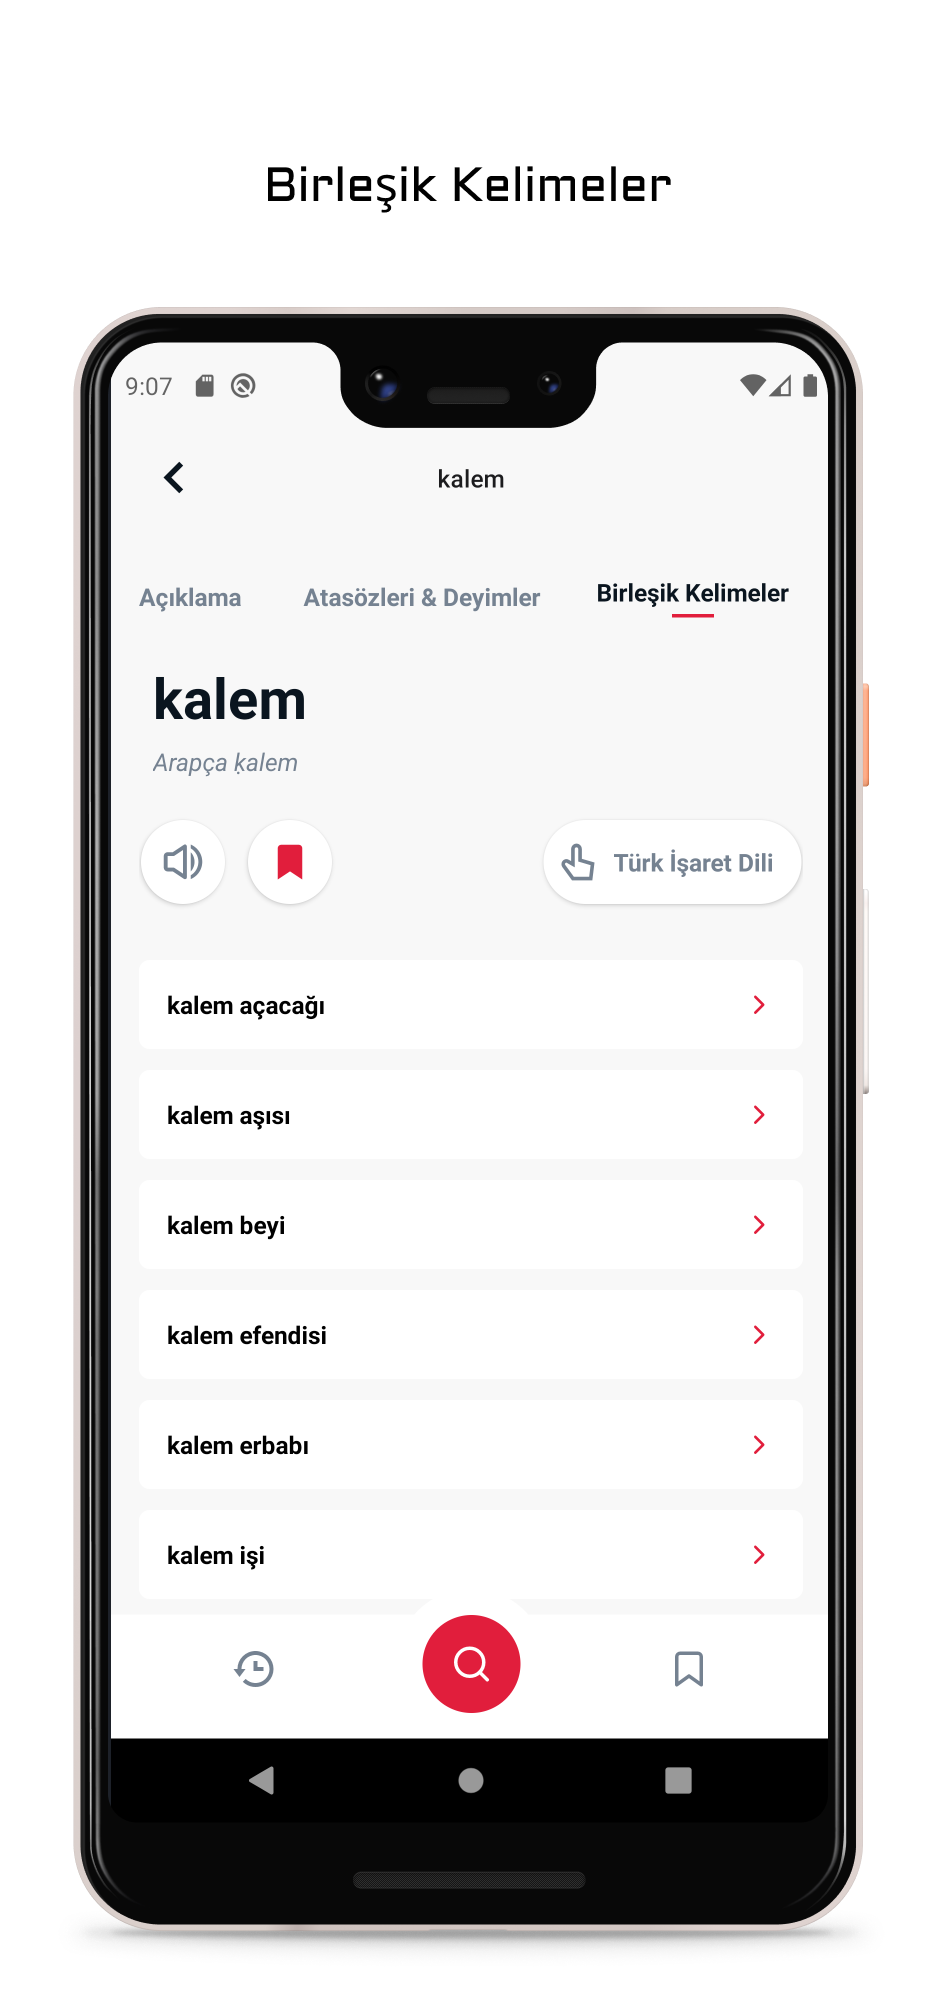 Birleşik Kelimeler
9:07
kalem
Açıklama Atasözleri & Deyimler Birleşik Kelimeler
kalem
Arapça ḳalem
Türk İşaret Dili
kalem açacağı
kalem aşısı
kalem beyi
kalem efendisi
kalem erbabı
kalem işi